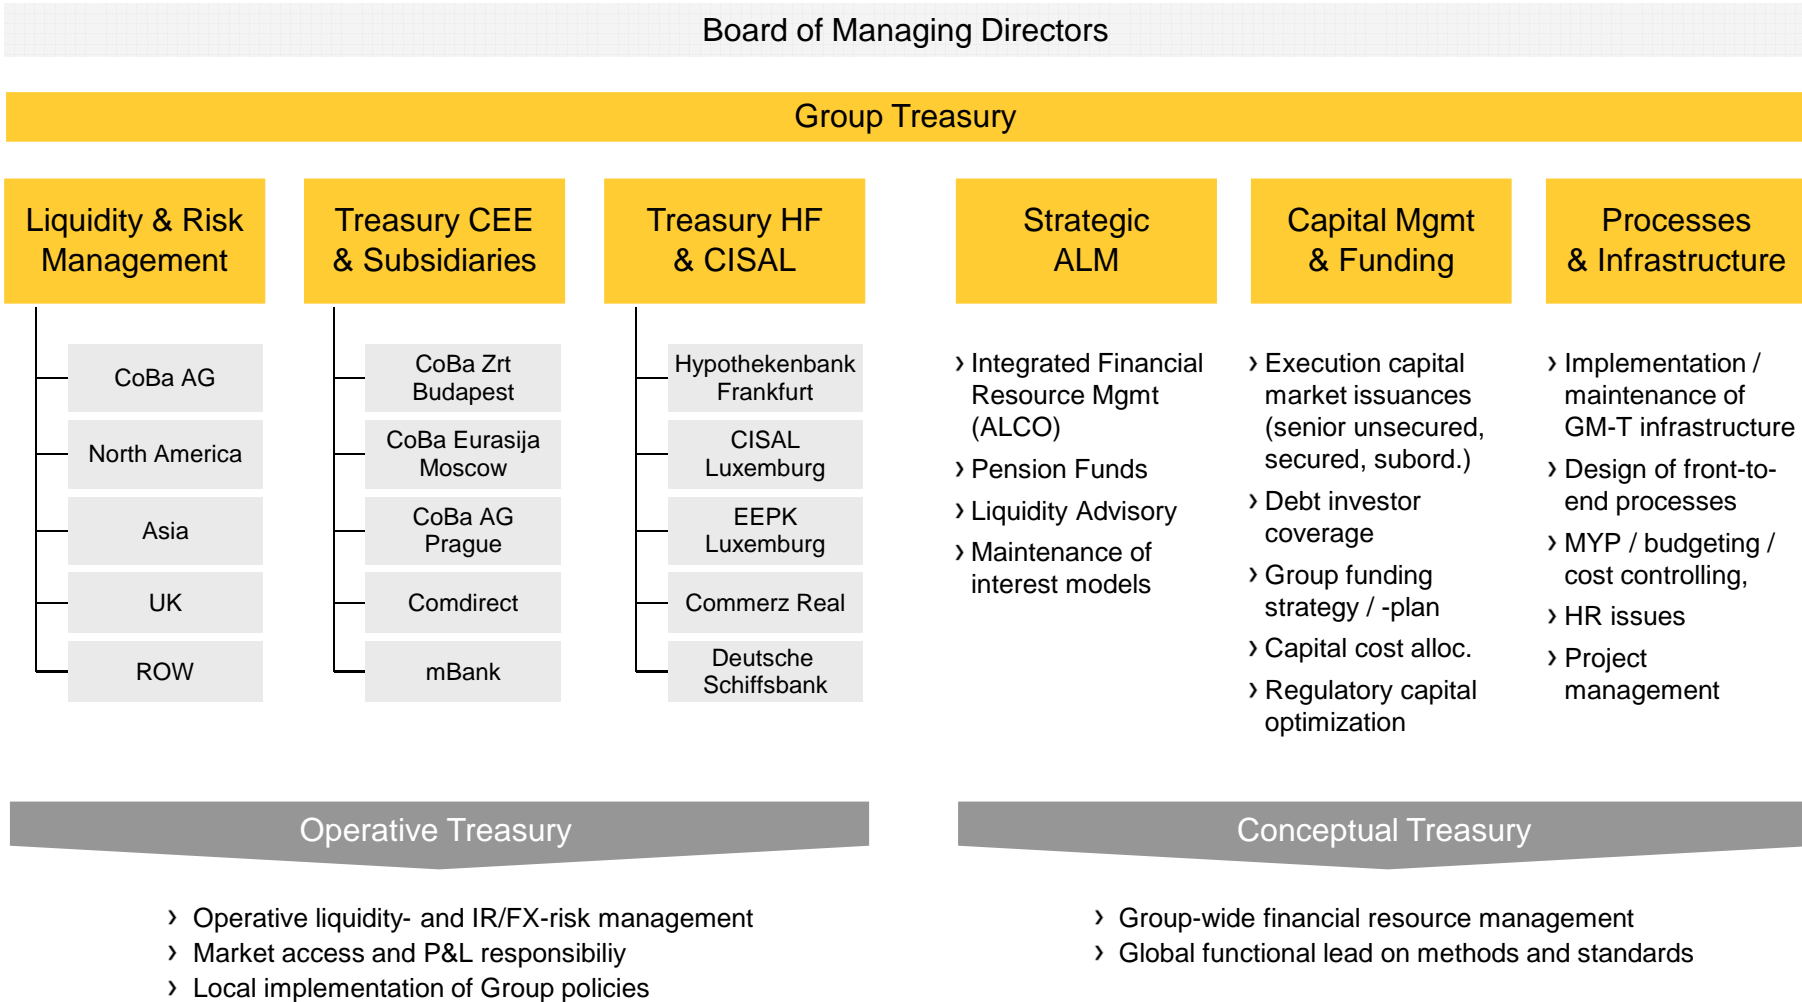 Board of Managing Directors
Group Treasury
Liquidity & Risk
Management
CoBa AG
North America
Asia
UK
ROW
Treasury CEE
& Subsidiaries
CoBa Zrt
Budapest
CoBa Eurasija
Moscow
CoBa AG
Prague
Comdirect
mBank
Treasury HF
& CISAL
Hypothekenbank
Frankfurt
CISAL
Luxemburg
EEPK
Luxemburg
Commerz Real
Deutsche
Schiffsbank
Strategic
ALM
› Integrated Financial
Resource Mgmt
(ALCO)
› Pension Funds
› Liquidity Advisory
› Maintenance of
interest models
Capital Mgmt
& Funding
› Execution capital
market issuances
(senior unsecured,
secured, subord.)
› Debt investor
coverage
› Group funding
strategy / -plan
› Capital cost alloc.
› Regulatory capital
optimization
Processes
& Infrastructure
› Implementation /
maintenance of
GM-T infrastructure
› Design of front-to-
end processes
› MYP / budgeting /
cost controlling,
› HR issues
› Project
management
Operative Treasury
› Operative liquidity- and IR/FX-risk management
› Market access and P&L responsibiliy
› Local implementation of Group policies
Conceptual Treasury
› Group-wide financial resource management
› Global functional lead on methods and standards